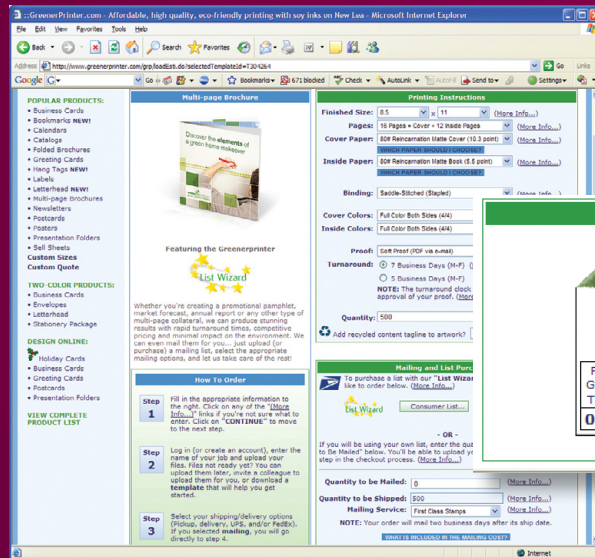 ::GreenerPrinter.com - Affordable, high quality, eco-friendly printing with soy inks on New Lea - Microsoft Internet Explorer
File Edit View Favorites Tools Help
Back Search Favorites
Address http://www.greenerprinter.com/grp/loadEsti.do?selectedTemplateId=T304264 Go Links
Google G Go Bookmarks 671 blocked Check AutoLink AutoFill Send to Settings
POPULAR PRODUCTS:
• Business Cards
• Bookmarks NEW!
• Calendars
• Catalogs
• Folded Brochures
• Greeting Cards
• Hang Tags NEW!
• Labels
• Letterhead NEW!
• Multi-page Brochures
• Newsletters
• Postcards
• Posters
• Presentation Folders
• Sell Sheets
Custom Sizes
Custom Quote
TWO-COLOR PRODUCTS:
• Business Cards
• Envelopes
• Letterhead
• Stationery Package
DESIGN ONLINE:
Holiday Cards
• Business Cards
• Greeting Cards
• Postcards
• Presentation Folders
VIEW COMPLETE
PRODUCT LIST
Multi-page Brochure
Discover the elements of
a green home makeover
Featuring the Greenerprinter
List Wizard
Whether you're creating a promotional pamphlet,
market forecast, annual report or any other type of
multi-page collateral, we can produce stunning
results with rapid turnaround times, competitive
pricing and minimal impact on the environment. We
can even mail them for you... just upload (or
purchase) a mailing list, select the appropriate
mailing options, and let us take care of the rest!
How To Order
Step 1
Fill in the appropriate information to
the right. Click on any of the "(More
Info...)" links if you're not sure what to
enter. Click on "CONTINUE" to move
to the next step.
Step 2
Log in (or create an account), enter the
name of your job and upload your
files. Files not ready yet? You can
upload them later, invite a colleague to
upload them for you, or download a
template that will help you get
started.
Step 3
Select your shipping/delivery options
(Pickup, delivery, UPS, and/or FedEx).
If you selected mailing, you will go
directly to step 4.
Printing Instructions
Finished Size: 8.5 x 11 (More Info...)
Pages: 16 Pages = Cover + 12 Inside Pages (More Info...)
Cover Paper: 80# Reincarnation Matte Cover (10.3 point) (More Info...)
WHICH PAPER SHOULD I CHOOSE?
Inside Paper: 80# Reincarnation Matte Book (5.5 point) (More Info...)
WHICH PAPER SHOULD I CHOOSE?
Binding: Saddle-Stitched (Stapled) (More Info...)
Cover Colors: Full Color Both Sides (4/4)
Inside Colors: Full Color Both Sides (4/4)
Proof: Soft Proof (PDF via e-mail)
Turnaround: 7 Business Days (M-F)
5 Business Days (M-F)
NOTE: The turnaround clock
approval of your proof. (More
Quantity: 500
Add recycled content tagline to artwork?
Mailing and List Purc
To purchase a list with our "List Wizar
like to order below. (More Info...)
List Wizard Consumer List...
- OR -
If you will be using your own list, enter the qua
to Be Mailed" below. You'll be able to upload yo
step in the checkout process. (More Info...)
Quantity to be Mailed: 0 (More Info...)
Quantity to be Shipped: 500 (More Info...)
Mailing Service: First Class Stamps (More Info...)
NOTE: Your order will mail two business days after its ship date.
WHAT IS INCLUDED IN THE MAILING COST?
F
G
T
0
Internet